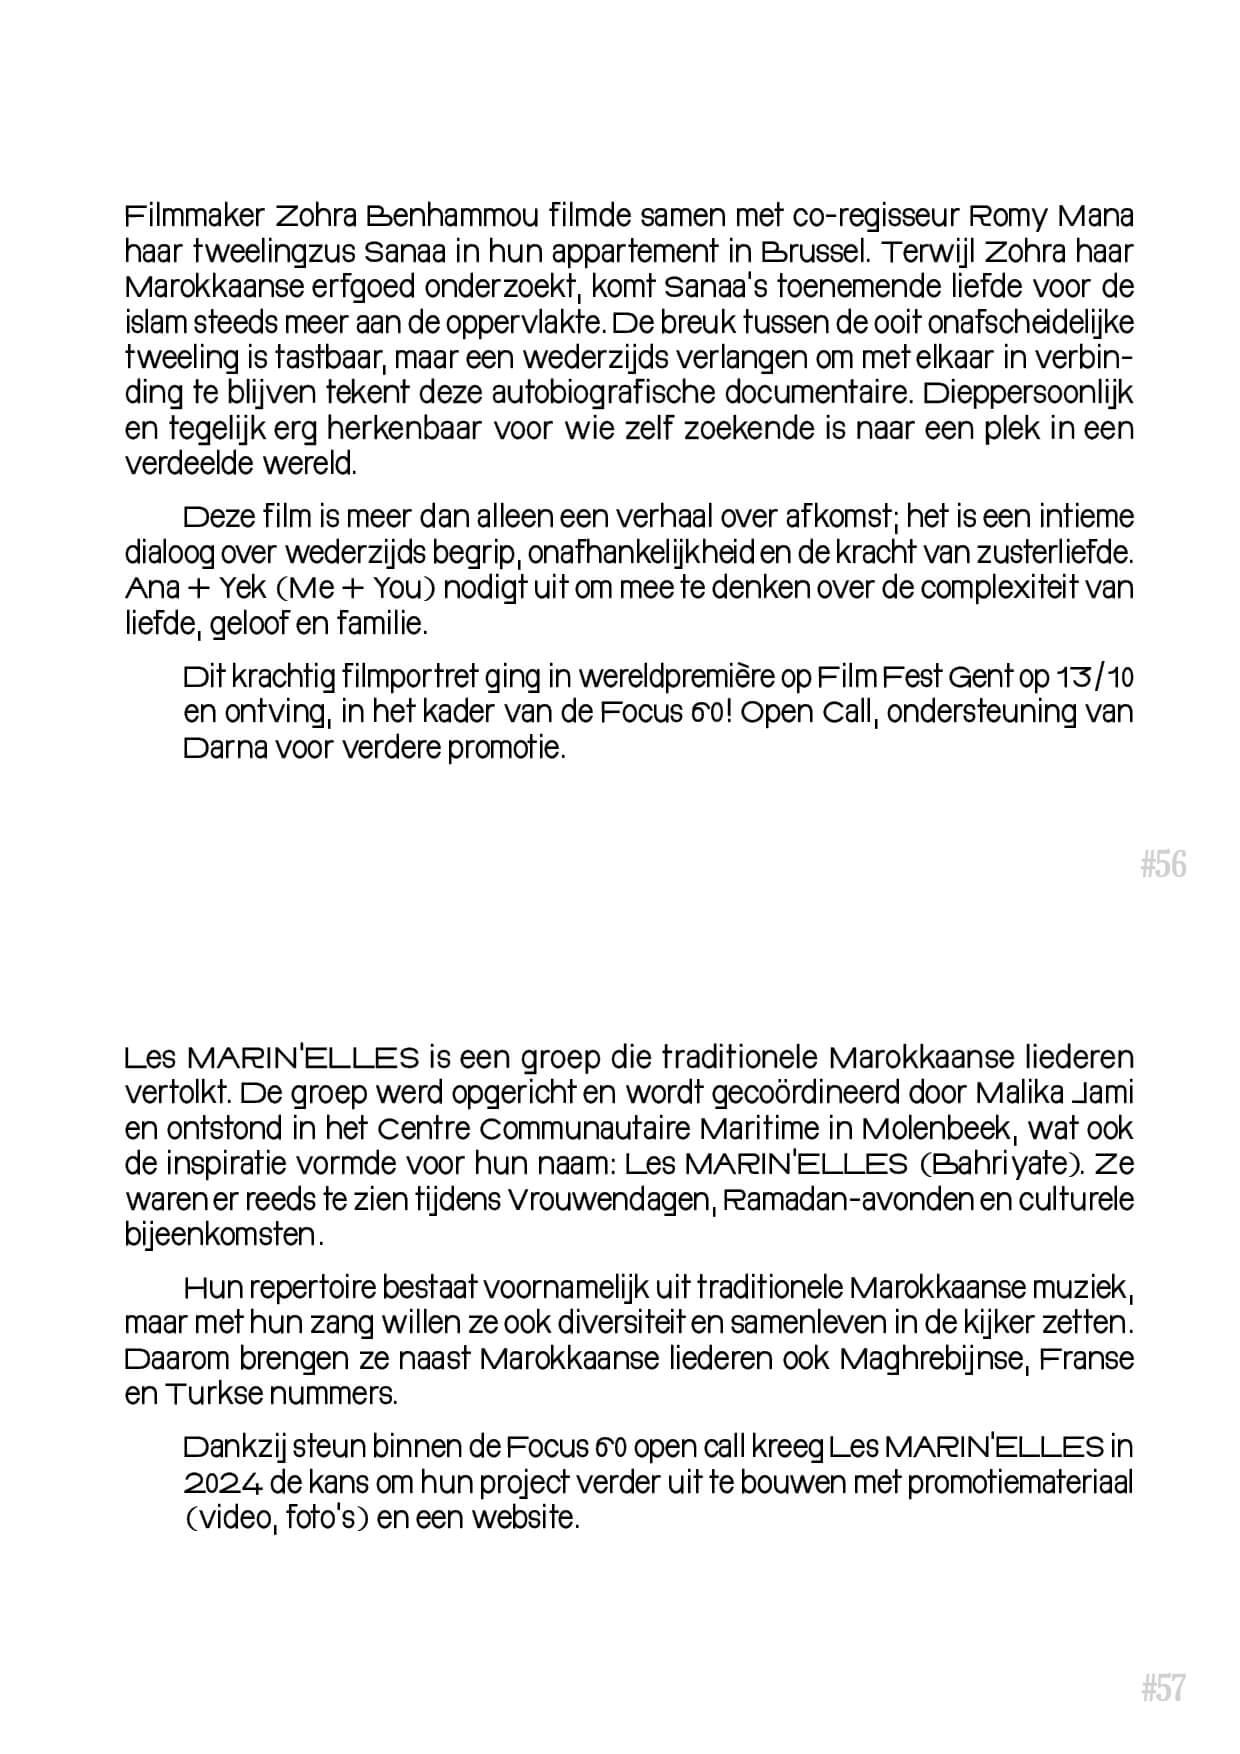 Filmmaker Zohra Benhammou filmde samen met co-regisseur Romy Mana
haar tweelingzus Sanaa in hun appartement in Brussel. Terwijl Zohra haar
Marokkaanse erfgoed onderzoekt, komt Sanaa's toenemende liefde voor de
islam steeds meer aan de oppervlakte. De breuk tussen de ooit onafscheidelijke
tweeling is tastbaar, maar een wederzijds verlangen om met elkaar in verbin-
ding te blijven tekent deze autobiografische documentaire. Dieppersoonlijk
en tegelijk erg herkenbaar voor wie zelf zoekende is naar een plek in een
verdeelde wereld.
Deze film is meer dan alleen een verhaal over afkomst; het is een intieme
dialoog over wederzijds begrip, onafhankelijkheid en de kracht van zusterliefde.
Ana + Yek (Me + You) nodigt uit om mee te denken over de complexiteit van
liefde, geloof en familie.
Dit krachtig filmportret ging in wereldpremière op Film Fest Gent op 13/10
en ontving, in het kader van de Focus 60! Open Call, ondersteuning van
Darna voor verdere promotie.
#56
Les MARIN'ELLES is een groep die traditionele Marokkaanse liederen
vertolkt. De groep werd opgericht en wordt gecoördineerd door Malika Jami
en ontstond in het Centre Communautaire Maritime in Molenbeek, wat ook
de inspiratie vormde voor hun naam: Les MARIN'ELLES (Bahriyate). Ze
waren er reeds te zien tijdens Vrouwendagen, Ramadan-avonden en culturele
bijeenkomsten.
Hun repertoire bestaat voornamelijk uit traditionele Marokkaanse muziek,
maar met hun zang willen ze ook diversiteit en samenleven in de kijker zetten.
Daarom brengen ze naast Marokkaanse liederen ook Maghrebijnse, Franse
en Turkse nummers.
Dankzij steun binnen de Focus 60 open call kreeg Les MARIN'ELLES in
2024 de kans om hun project verder uit te bouwen met promotiemateriaal
(video, foto's) en een website.
#57